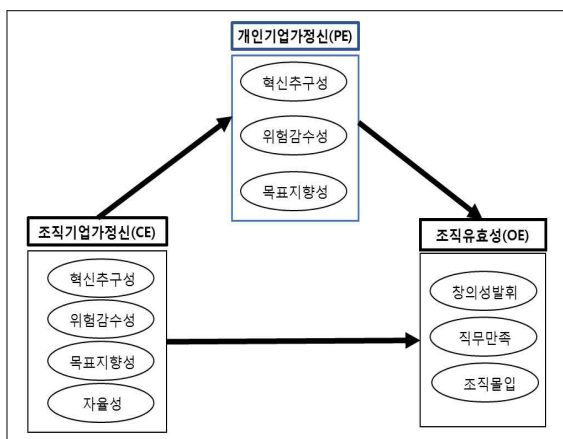 개인기업가정신(PE)
혁신추구성
위험감수성
목표지향성
조직기업가정신(CE)
혁신추구성
위험감수성
목표지향성
자율성
조직유효성(OE)
창의성발휘
직무만족
조직몰입